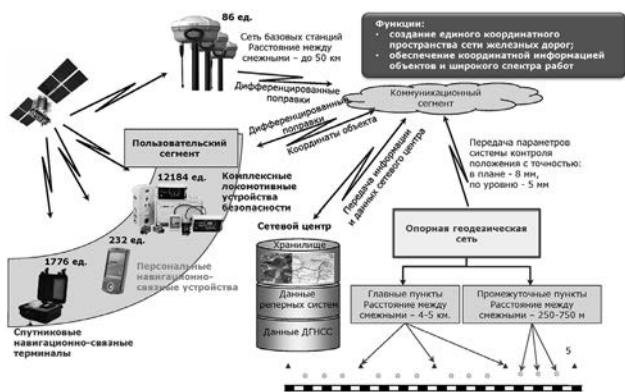 86 ед.
Сеть базовых станций
Расстояние между
смежными – до 50 км
Функции:
• создание единого координатного
пространства сети железных дорог;
• обеспечение координатной информацией
объектов и широкого спектра работ
Дифференцированные
поправки
Коммуникационный
сегмент
Дифференцированные
поправки
Координаты объекта
Пользовательский
сегмент
12184 ед.
Комплексные
локомотивные
устройства
безопасности
Передача информации
и данных сетевого центра
Передача параметров
системы контроля
положения с точностью:
в плане - 8 мм,
по уровню - 5 мм
232 ед.
Персональные
навигационно-
связные устройства
1776 ед.
Спутниковые
навигационно-связные
терминалы
Сетевой центр
Хранилище
Данные
реперных систем
Данные ДГНСС
Опорная геодезическая
сеть
Главные пункты
Расстояние между
смежными – 4-5 км.
Промежуточные пункты
Расстояние между
смежными – 250-750 м
5